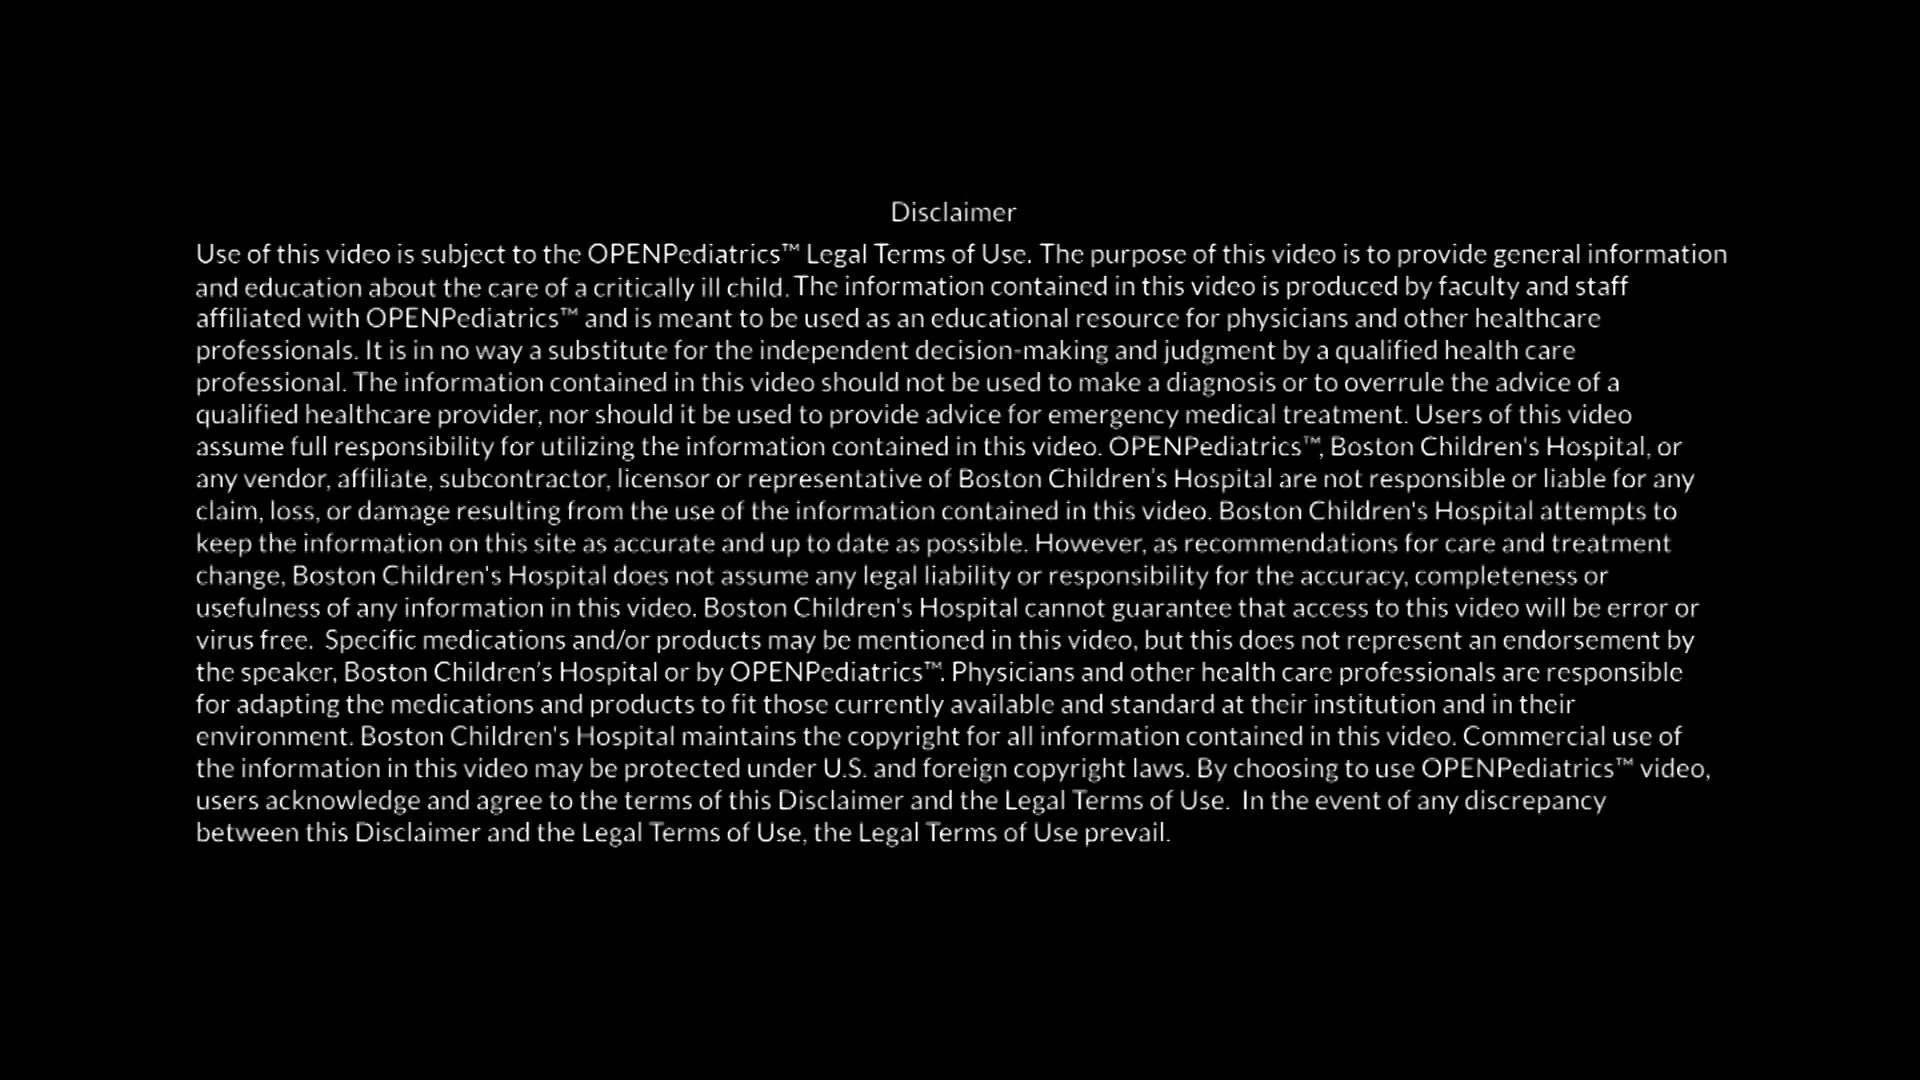 Disclaimer
Use of this video is subject to the OPENPediatrics™ Legal Terms of Use. The purpose of this video is to provide general information
and education about the care of a critically ill child. The information contained in this video is produced by faculty and staff
affiliated with OPENPediatrics™ and is meant to be used as an educational resource for physicians and other healthcare
professionals. It is in no way a substitute for the independent decision-making and judgment by a qualified health care
professional. The information contained in this video should not be used to make a diagnosis or to overrule the advice of a
qualified healthcare provider, nor should it be used to provide advice for emergency medical treatment. Users of this video
assume full responsibility for utilizing the information contained in this video. OPENPediatrics™, Boston Children's Hospital, or
any vendor, affiliate, subcontractor, licensor or representative of Boston Children's Hospital are not responsible or liable for any
claim, loss, or damage resulting from the use of the information contained in this video. Boston Children's Hospital attempts to
keep the information on this site as accurate and up to date as possible. However, as recommendations for care and treatment
change, Boston Children's Hospital does not assume any legal liability or responsibility for the accuracy, completeness or
usefulness of any information in this video. Boston Children's Hospital cannot guarantee that access to this video will be error or
virus free.  Specific medications and/or products may be mentioned in this video, but this does not represent an endorsement by
the speaker, Boston Children’s Hospital or by OPENPediatrics™. Physicians and other health care professionals are responsible
for adapting the medications and products to fit those currently available and standard at their institution and in their
environment. Boston Children's Hospital maintains the copyright for all information contained in this video. Commercial use of
the information in this video may be protected under U.S. and foreign copyright laws. By choosing to use OPENPediatrics™ video,
users acknowledge and agree to the terms of this Disclaimer and the Legal Terms of Use.  In the event of any discrepancy
between this Disclaimer and the Legal Terms of Use, the Legal Terms of Use prevail.